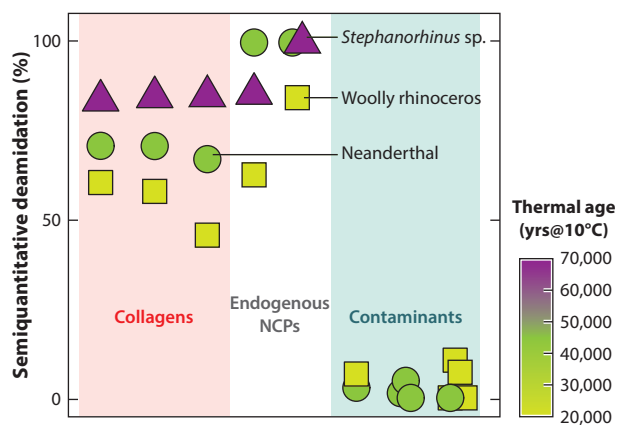 Semiquantitative deamidation (%)
100
50
0
Stephanorhinus sp.
Woolly rhinoceros
Neanderthal
Collagens
Endogenous
NCPs
Contaminants
Thermal age
(yrs@10°C)
70,000
60,000
50,000
40,000
30,000
20,000